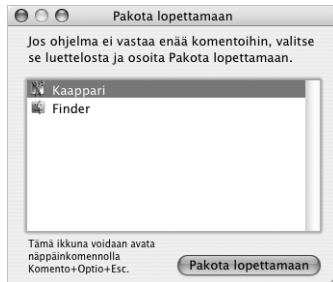 Pakota lopettamaan
Jos ohjelma ei vastaa enää komentoihin, valitse
se luettelosta ja osoita Pakota lopettamaan.
Kaappari
Finder
Tämä ikkuna voidaan avata
näppäinkomennolla
Komento+Optio+Esc.
Pakota lopettamaan